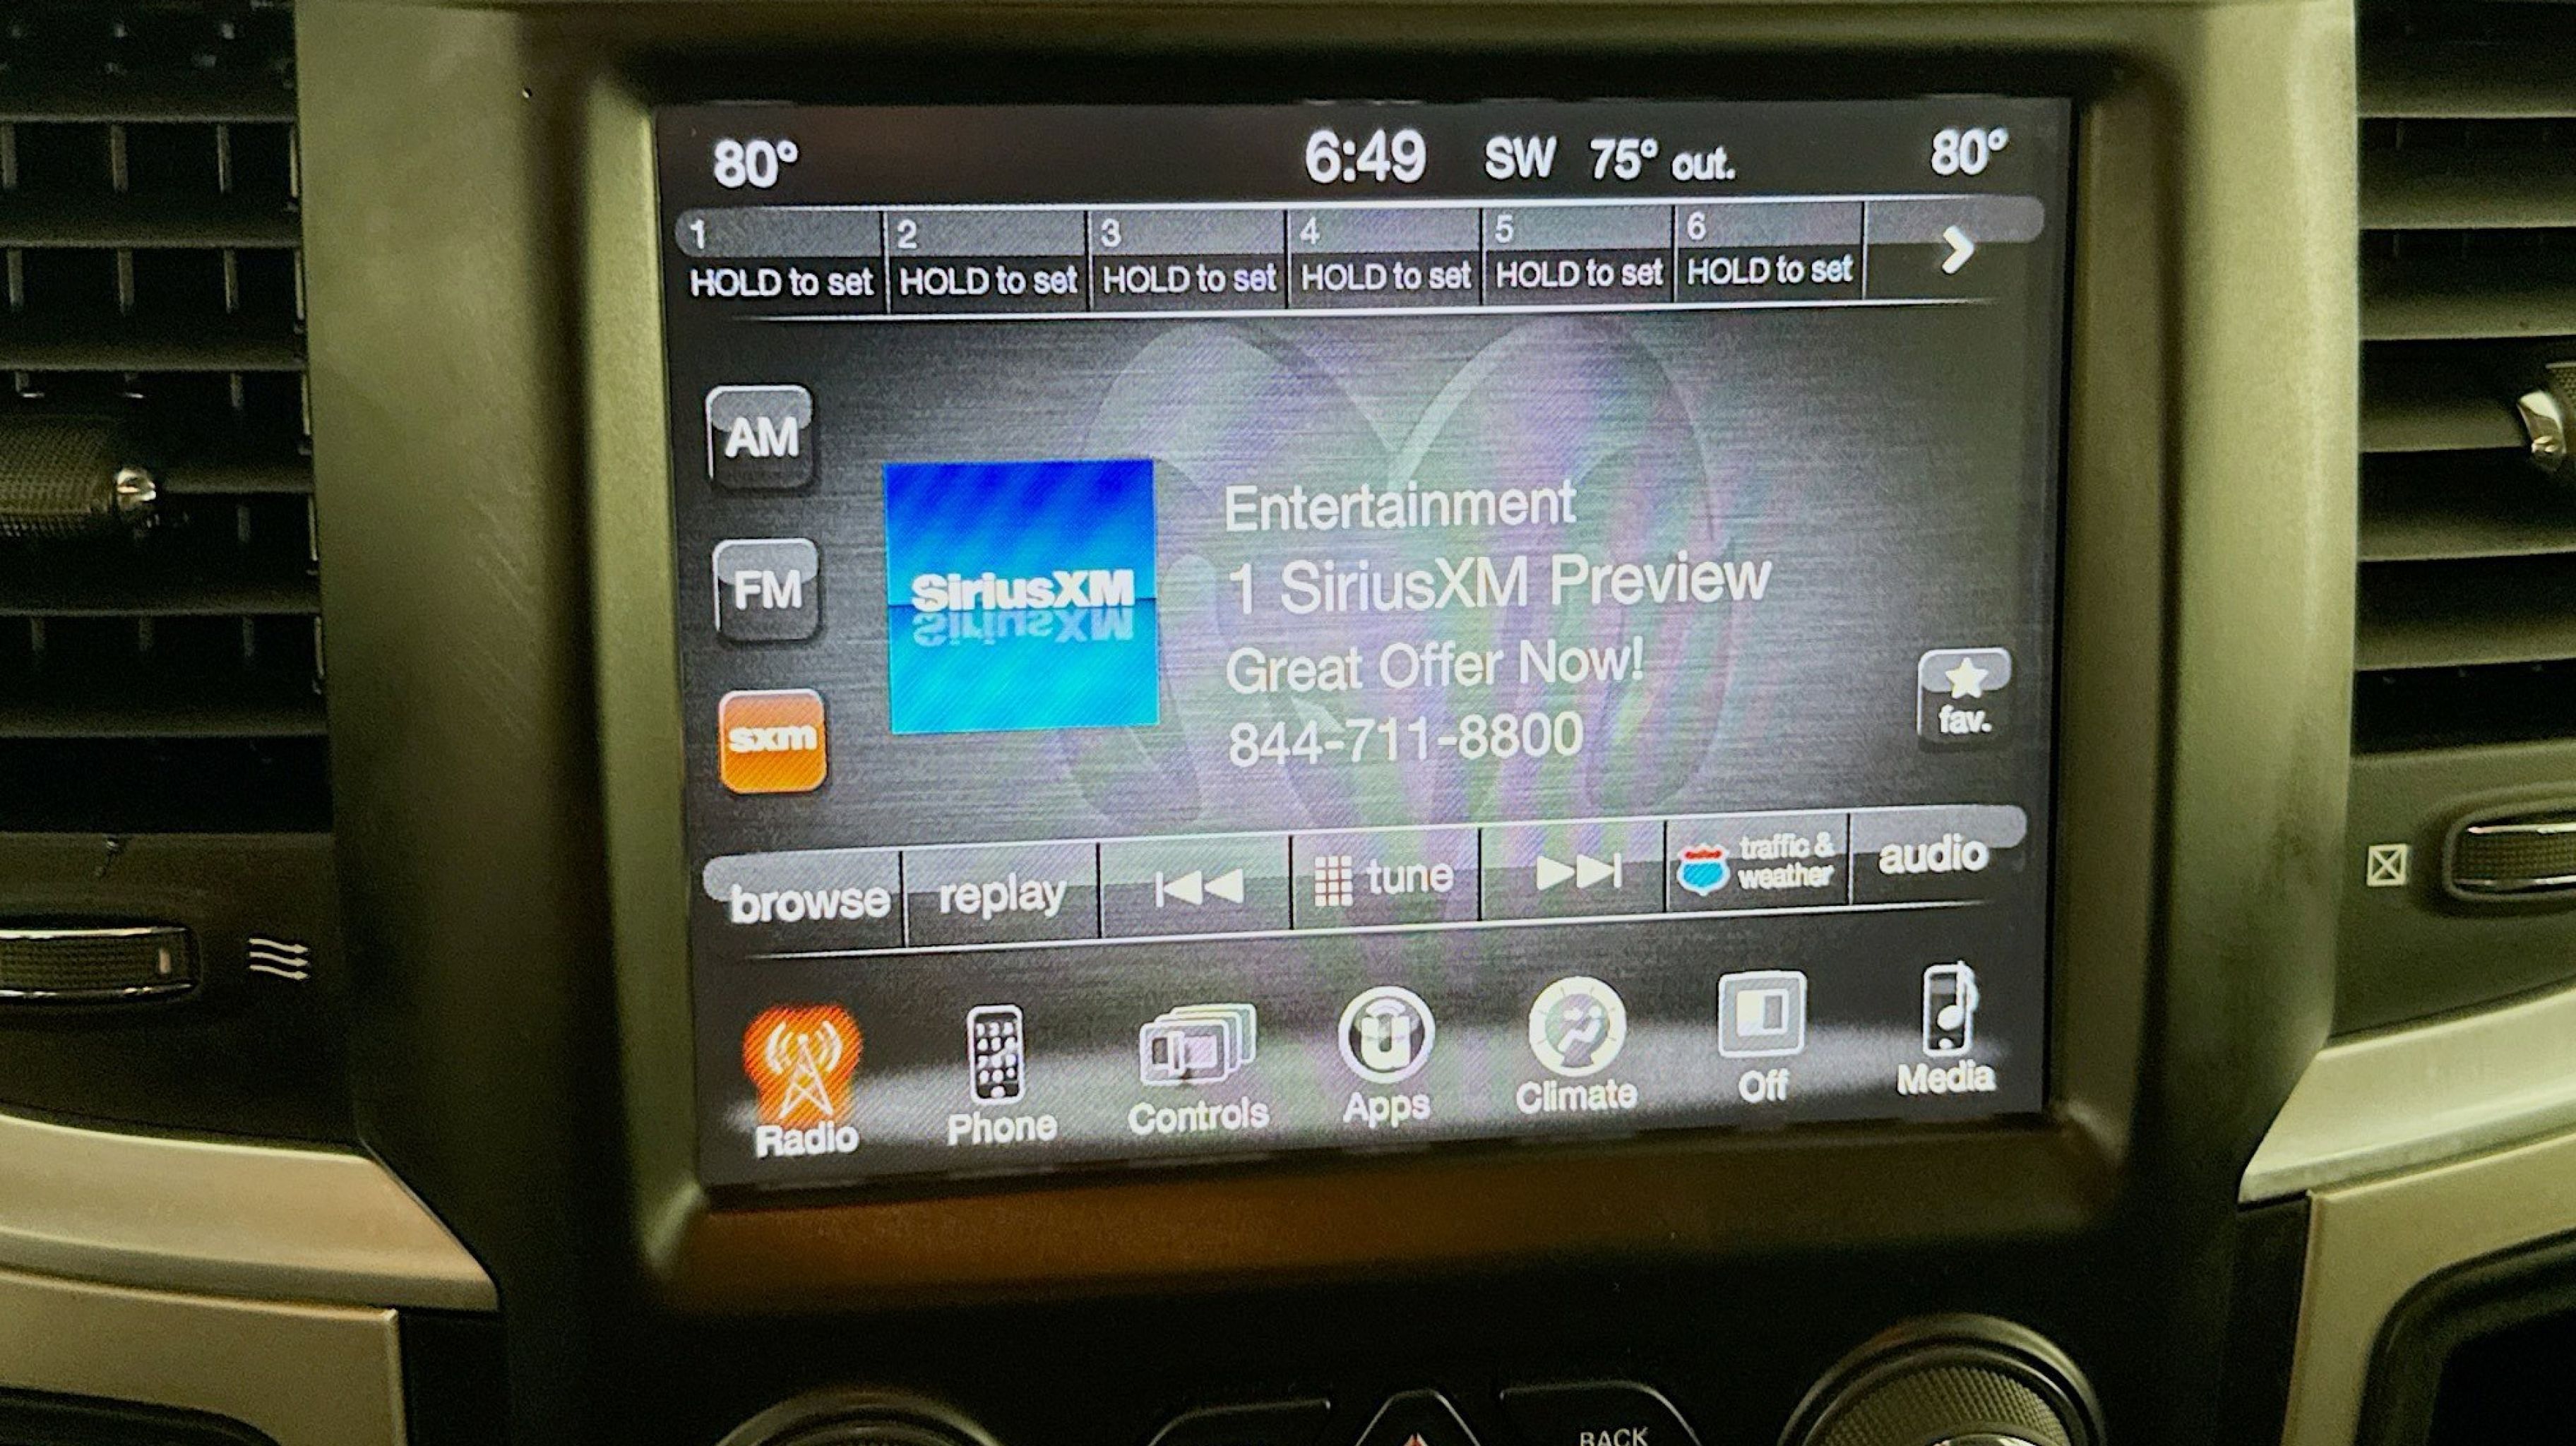 80° 6:49 SW 75° out. 80°
1 2 3 4 5 6
HOLD to set HOLD to set HOLD to set HOLD to set HOLD to set HOLD to set
AM
FM
sxm
SiriusXM
SiriusXM
Entertainment
1 SiriusXM Preview
Great Offer Now!
844-711-8800
fav.
browse replay tune traffic & weather audio
Radio Phone Controls Apps Climate Off Media
BACK